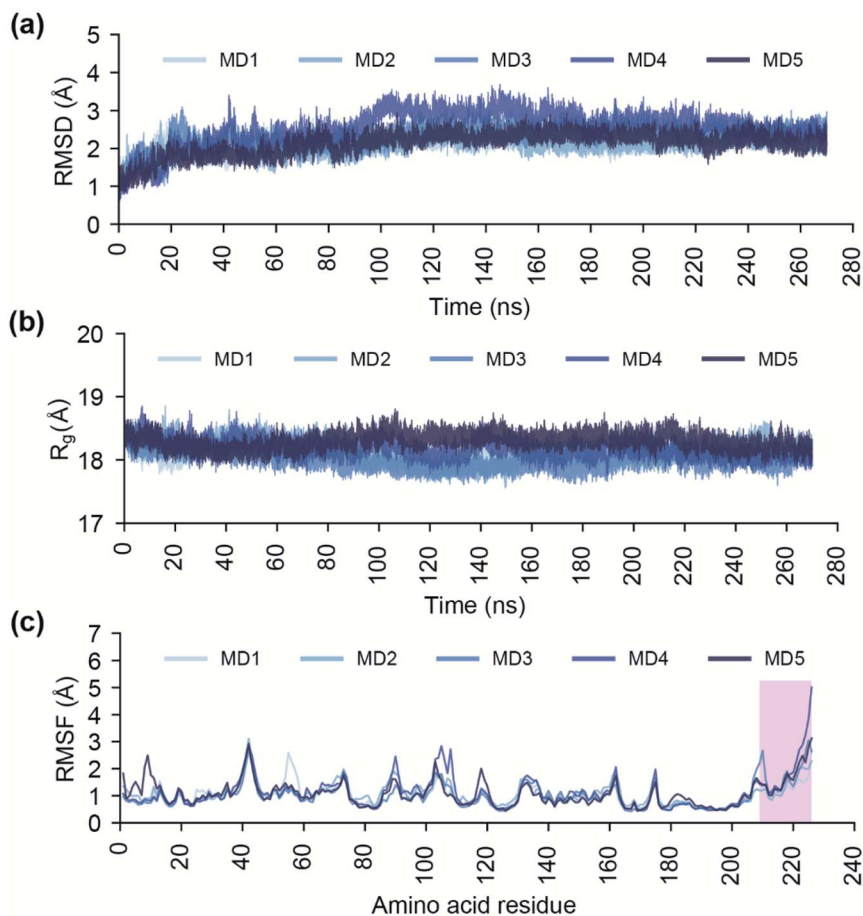 (a)
MD1 MD2 MD3 MD4 MD5
RMSD (Å)
5
4
3
2
1
0
0 20 40 60 80 100 120 140 160 180 200 220 240 260 280
Time (ns)
(b)
MD1 MD2 MD3 MD4 MD5
Rg(Å)
20
19
18
17
0 20 40 60 80 100 120 140 160 180 200 220 240 260 280
Time (ns)
(c)
MD1 MD2 MD3 MD4 MD5
RMSF (Å)
7
6
5
4
3
2
1
0
0 20 40 60 80 100 120 140 160 180 200 220 240
Amino acid residue